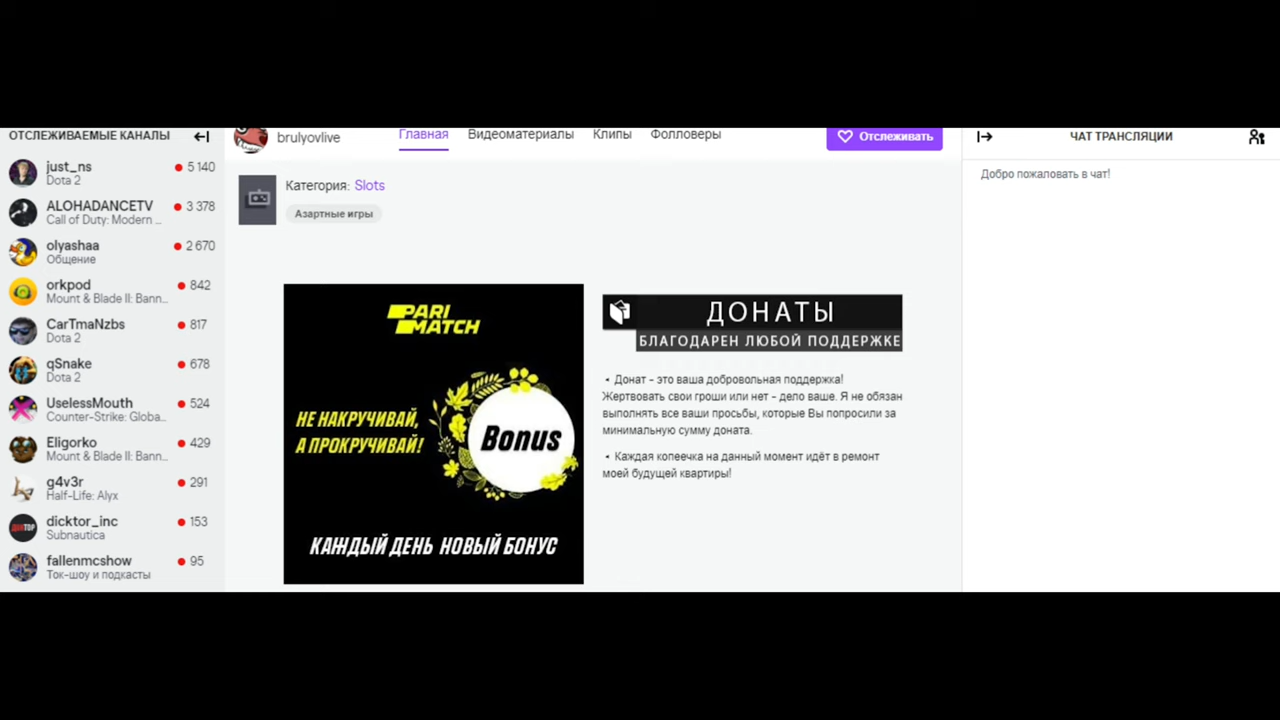 ОТСЛЕЖИВАЕМЫЕ КАНАЛЫ
just_ns
5 140
Dota 2
ALOHADANCETV
3 378
Call of Duty: Modern ...
olyashaa
2 670
Общение
orkpod
842
Mount & Blade II: Bann...
CarTmaNzbs
817
Dota 2
qSnake
678
Dota 2
UselessMouth
524
Counter-Strike: Globa...
Eligorko
429
Mount & Blade II: Bann...
g4v3r
291
Half-Life: Alyx
dicktor_inc
153
Subnautica
fallenmcshow
95
Ток-шоу и подкасты
brulyovlive
Главная
Видеоматериалы
Клипы
Фолловеры
Отслеживать
Категория: Slots
Азартные игры
PARI
MATCH
НЕ НАКРУЧИВАЙ,
А ПРОКРУЧИВАЙ!
Bonus
КАЖДЫЙ ДЕНЬ НОВЫЙ БОНУС
ДОНАТЫ
БЛАГОДАРЕН ЛЮБОЙ ПОДДЕРЖКЕ
Донат - это ваша добровольная поддержка!
Жертвовать свои гроши или нет - дело ваше. Я не обязан
выполнять все ваши просьбы, которые Вы попросили за
минимальную сумму доната.
Каждая копеечка на данный момент идёт в ремонт
моей будущей квартиры!
ЧАТ ТРАНСЛЯЦИИ
Добро пожаловать в чат!